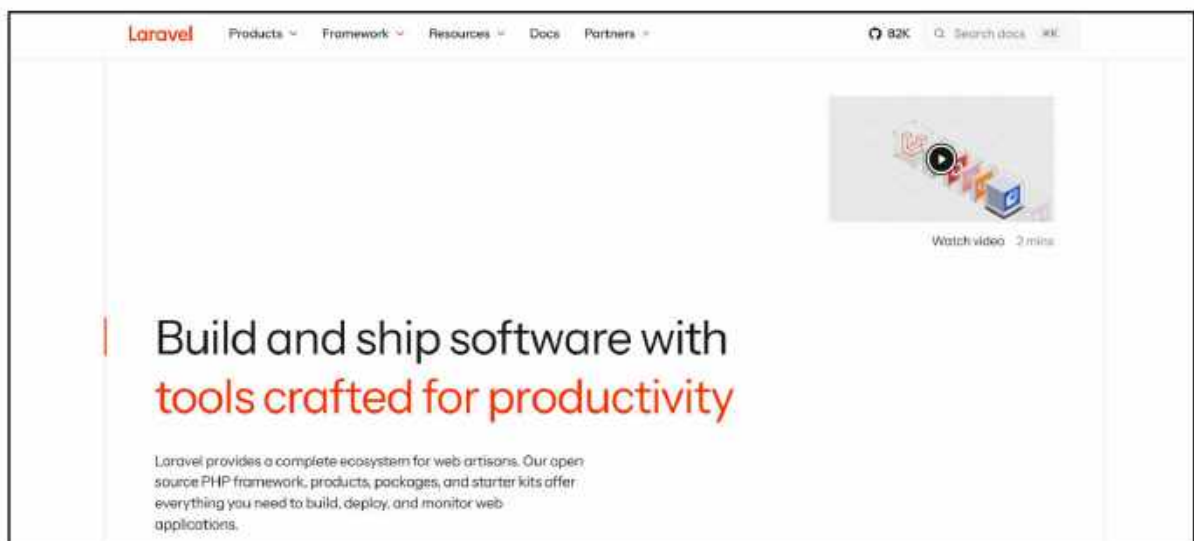 Laravel Products Framework Resources Docs Partners 82K Search docs ⌘K
Watch video 2 mins
Build and ship software with
tools crafted for productivity
Laravel provides a complete ecosystem for web artisans. Our open
source PHP framework, products, packages, and starter kits offer
everything you need to build, deploy, and monitor web
applications.